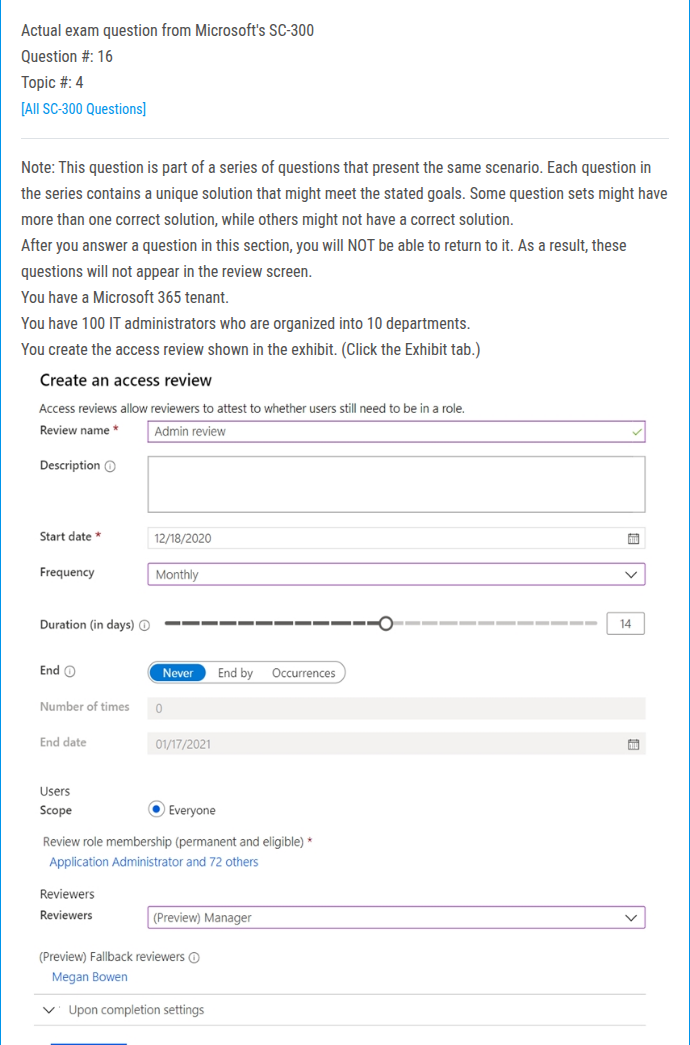 Actual exam question from Microsoft's SC-300
Question #: 16
Topic #: 4
[All SC-300 Questions]
Note: This question is part of a series of questions that present the same scenario. Each question in
the series contains a unique solution that might meet the stated goals. Some question sets might have
more than one correct solution, while others might not have a correct solution.
After you answer a question in this section, you will NOT be able to return to it. As a result, these
questions will not appear in the review screen.
You have a Microsoft 365 tenant.
You have 100 IT administrators who are organized into 10 departments.
You create the access review shown in the exhibit. (Click the Exhibit tab.)
Create an access review
Access reviews allow reviewers to attest to whether users still need to be in a role.
Review name * Admin review
Description
Start date * 12/18/2020
Frequency Monthly
Duration (in days) 14
End Never End by Occurrences
Number of times 0
End date 01/17/2021
Users
Scope Everyone
Review role membership (permanent and eligible) *
Application Administrator and 72 others
Reviewers
Reviewers (Preview) Manager
(Preview) Fallback reviewers
Megan Bowen
Upon completion settings